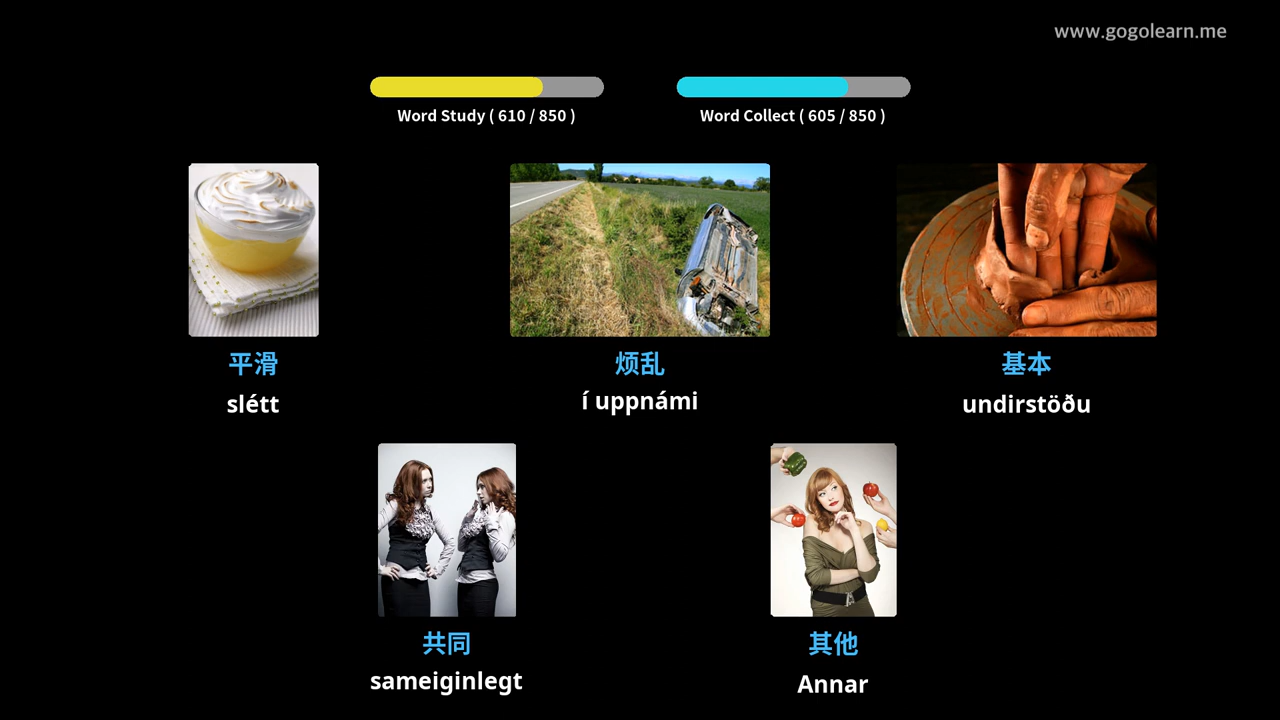 www.gogolearn.me
Word Study ( 610 / 850 )
Word Collect ( 605 / 850 )
平滑
slétt
烦乱
í uppnámi
基本
undirstöðu
共同
sameiginlegt
其他
Annar